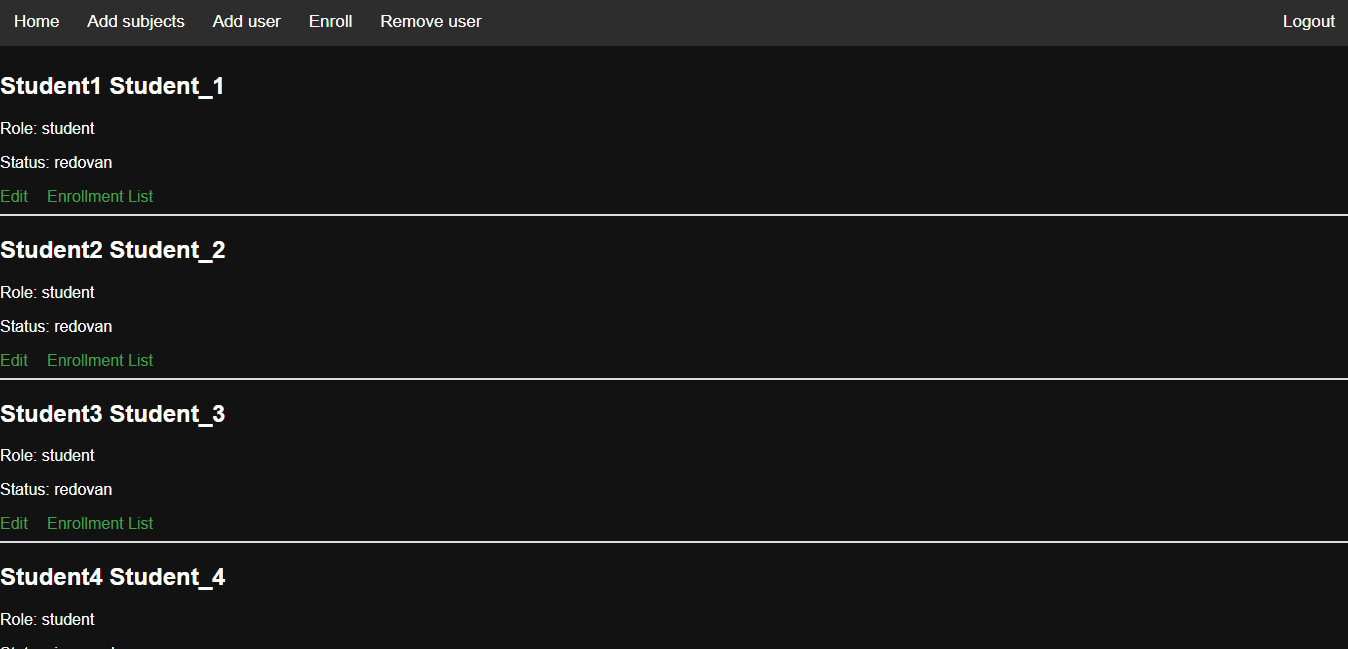 Home Add subjects Add user Enroll Remove user Logout
Student1 Student_1
Role: student
Status: redovan
Edit Enrollment List
Student2 Student_2
Role: student
Status: redovan
Edit Enrollment List
Student3 Student_3
Role: student
Status: redovan
Edit Enrollment List
Student4 Student_4
Role: student